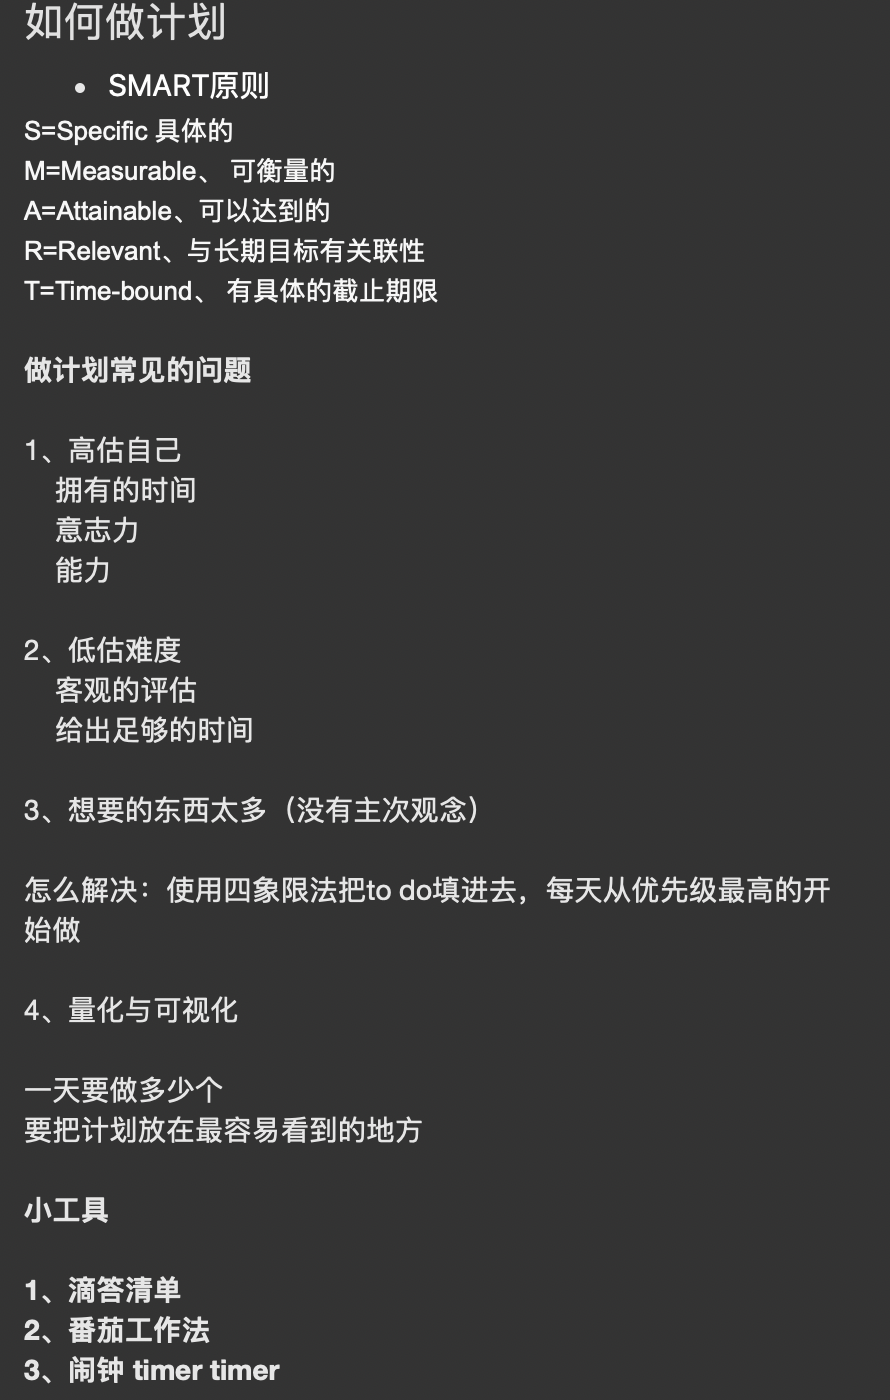 如何做计划
• SMART原则
S=Specific 具体的
M=Measurable、 可衡量的
A=Attainable、可以达到的
R=Relevant、与长期目标有关联性
T=Time-bound、 有具体的截止期限
做计划常见的问题
1、高估自己
拥有的时间
意志力
能力
2、低估难度
客观的评估
给出足够的时间
3、想要的东西太多（没有主次观念）
怎么解决：使用四象限法把to do填进去，每天从优先级最高的开
始做
4、量化与可视化
一天要做多少个
要把计划放在最容易看到的地方
小工具
1、滴答清单
2、番茄工作法
3、闹钟 timer timer